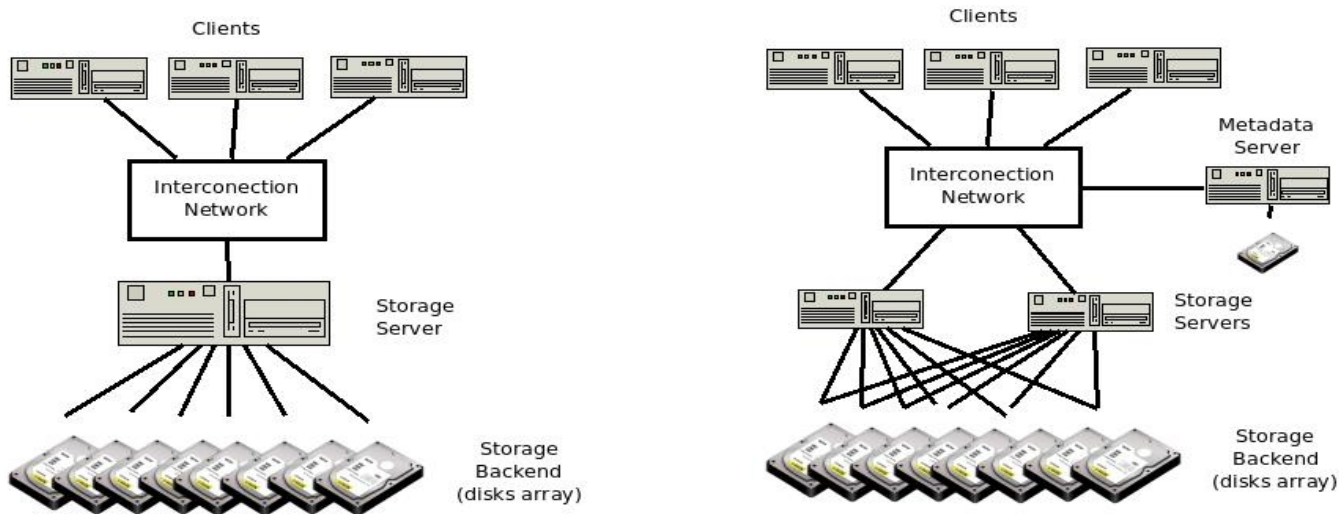 Clients
Interconection
Network
Storage
Server
Storage
Backend
(disks array)
Clients
Metadata
Server
Interconection
Network
Storage
Servers
Storage
Backend
(disks array)